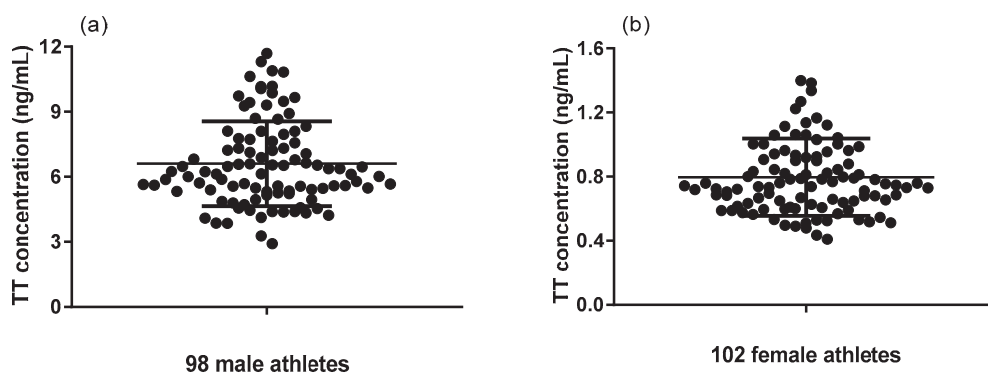 (a)
TT concentration (ng/mL)
12
9
6
3
0
98 male athletes
(b)
TT concentration (ng/mL)
1.6
1.2
0.8
0.4
0.0
102 female athletes